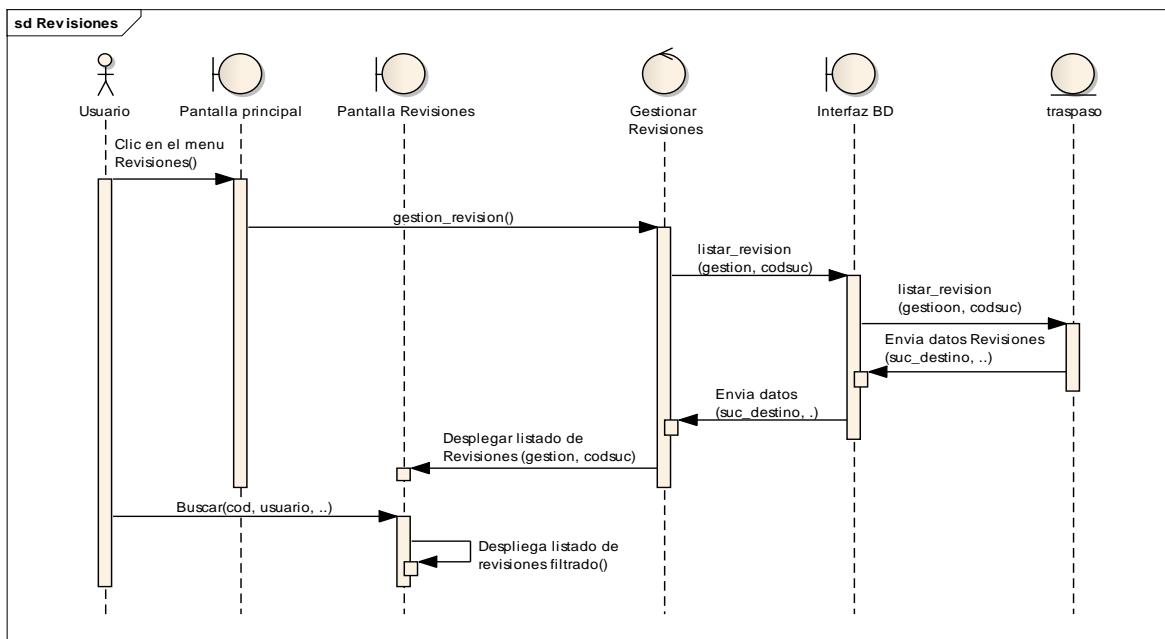 sd Revisiones
Usuario
Pantalla principal
Pantalla Revisiones
Gestionar
Revisiones
Interfaz BD
traspaso
Clic en el menu
Revisiones()
gestion_revision()
listar_revision
(gestion, codsuc)
listar_revision
(gestioon, codsuc)
Envia datos Revisiones
(suc_destino, ..)
Envia datos
(suc_destino, .)
Desplegar listado de
Revisiones (gestion, codsuc)
Buscar(cod, usuario, ..)
Despliega listado de
revisiones filtrado()